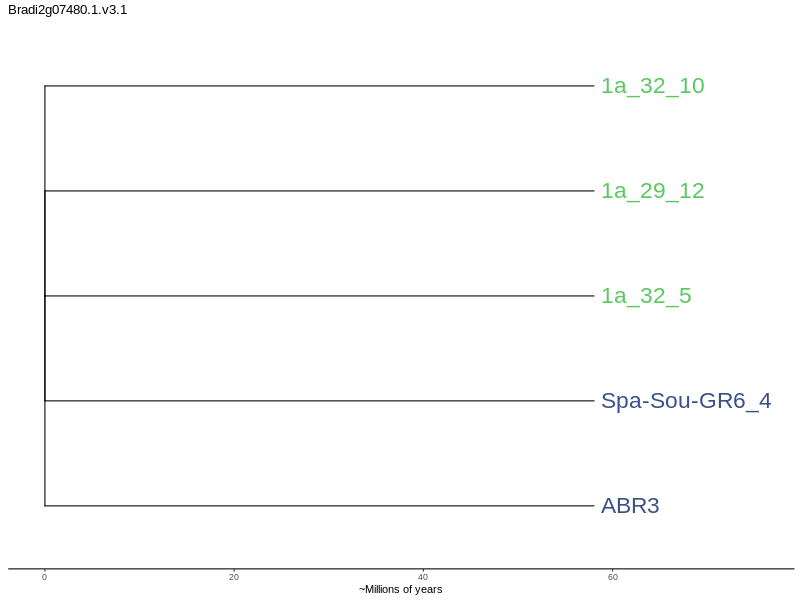 Bradi2g07480.1.v3.1
1a_32_10
1a_29_12
1a_32_5
Spa-Sou-GR6_4
ABR3
0 20 40 60
~Millions of years